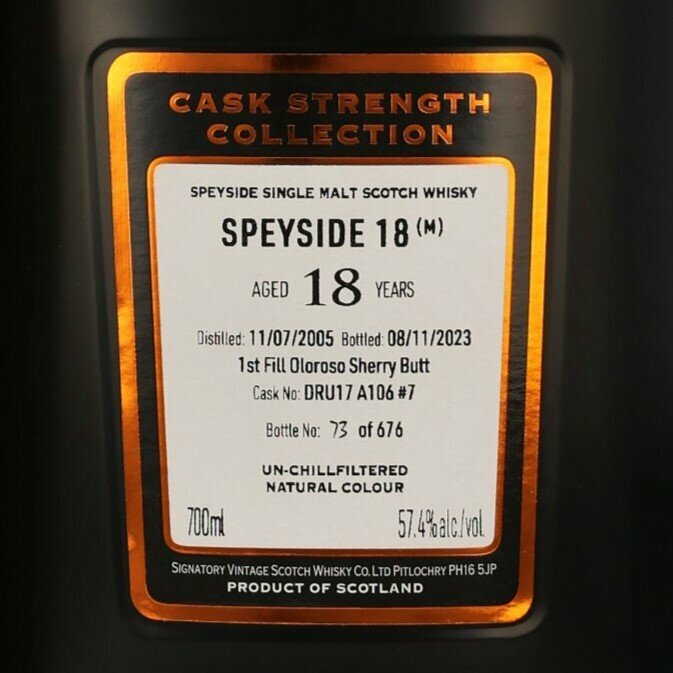 CASK STRENGTH
COLLECTION
SPEYSIDE SINGLE MALT SCOTCH WHISKY
SPEYSIDE 18 (M)
AGED 18 YEARS
Distilled: 11/07/2005 Bottled: 08/11/2023
1st Fill Oloroso Sherry Butt
Cask No: DRU17 A106 #7
Bottle No: 73 of 676
UN-CHILLFILTERED
NATURAL COLOUR
700ml 57.4%alc./vol
SIGNATORY VINTAGE SCOTCH WHISKY CO. LTD PITLOCHRY PH16 5JP
PRODUCT OF SCOTLAND